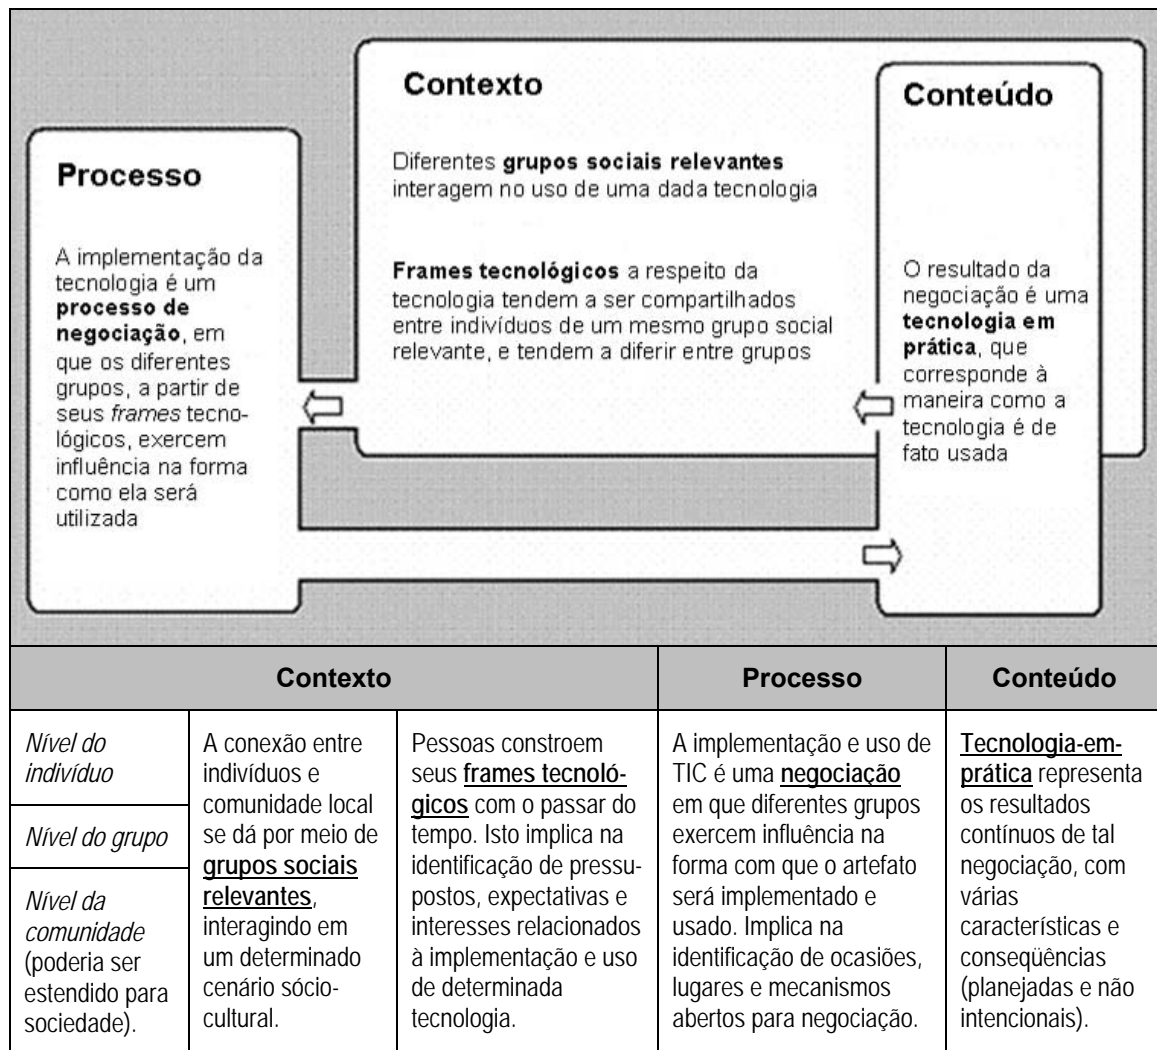 Contexto
Diferentes grupos sociais relevantes
interagem no uso de uma dada tecnologia
Frames tecnológicos a respeito da
tecnologia tendem a ser compartilhados
entre indivíduos de um mesmo grupo social
relevante, e tendem a diferir entre grupos
Conteúdo
O resultado da
negociação é uma
tecnologia em
prática, que
corresponde à
maneira como a
tecnologia é de
fato usada
Processo
A implementação da
tecnologia é um
processo de
negociação, em
que os diferentes
grupos, a partir de
seus frames tecno-
lógicos, exercem
influência na forma
como ela será
utilizada
Contexto
Processo
Conteúdo
Nível do
indivíduo
Nível do grupo
Nível da
comunidade
(poderia ser
estendido para
sociedade).
A conexão entre
indivíduos e
comunidade local
se dá por meio de
grupos sociais
relevantes,
interagindo em
um determinado
cenário sócio-
cultural.
Pessoas constroem
seus frames tecnoló-
gicos com o passar do
tempo. Isto implica na
identificação de pressu-
postos, expectativas e
interesses relacionados
à implementação e uso
de determinada
tecnologia.
A implementação e uso de
TIC é uma negociação
em que diferentes grupos
exercem influência na
forma com que o artefato
será implementado e
usado. Implica na
identificação de ocasiões,
lugares e mecanismos
abertos para negociação.
Tecnologia-em-
prática representa
os resultados
contínuos de tal
negociação, com
várias
características e
conseqüências
(planejadas e não
intencionais).